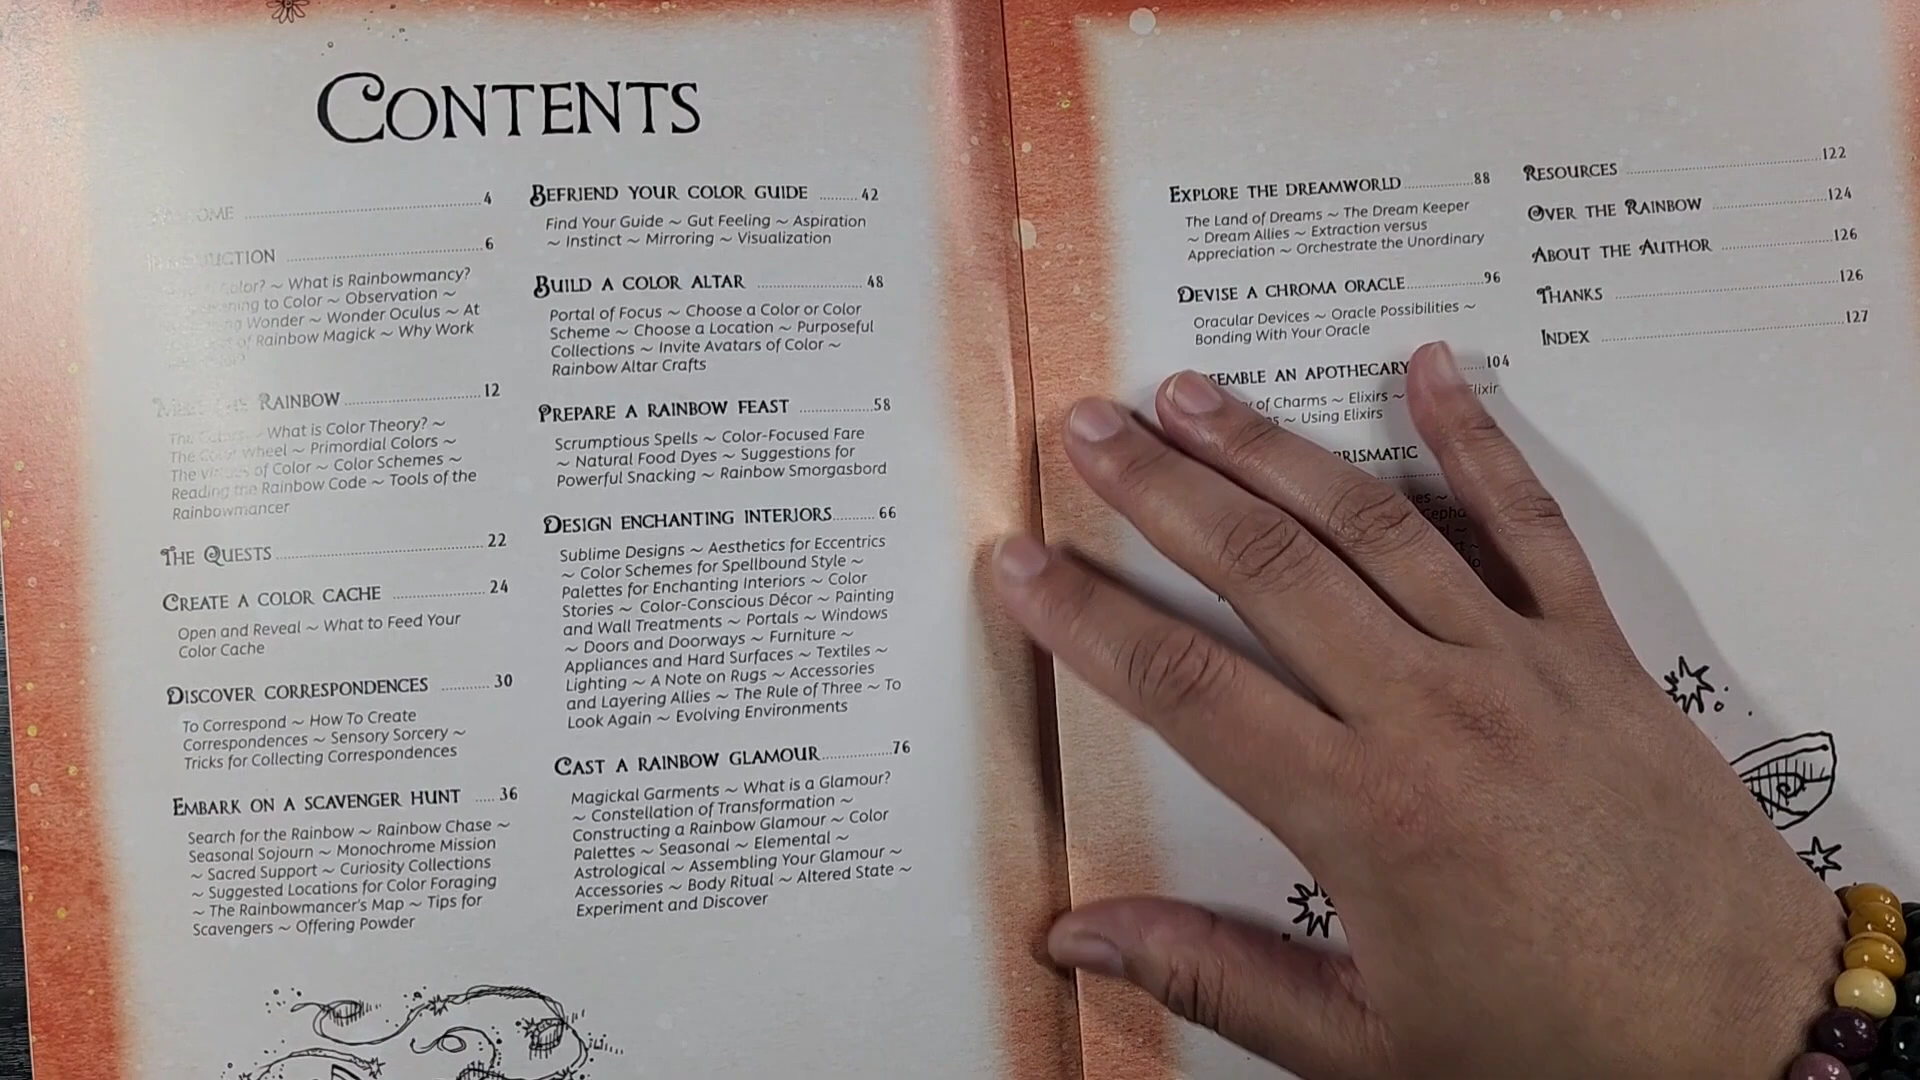 CONTENTS
4
6
Color? ~ What is Rainbowmancy?
to Color ~ Observation ~
Wonder ~ Wonder Oculus ~ At
of Rainbow Magick ~ Why Work
RAINBOW 12
What is Color Theory? ~
The Color Wheel ~ Primordial Colors ~
The Virtues of Color ~ Color Schemes ~
Reading the Rainbow Code ~ Tools of the
Rainbowmancer
THE QUESTS 22
CREATE A COLOR CACHE 24
Open and Reveal ~ What to Feed Your
Color Cache
DISCOVER CORRESPONDENCES 30
To Correspond ~ How To Create
Correspondences ~ Sensory Sorcery ~
Tricks for Collecting Correspondences
EMBARK ON A SCAVENGER HUNT 36
Search for the Rainbow ~ Rainbow Chase ~
Seasonal Sojourn ~ Monochrome Mission
~ Sacred Support ~ Curiosity Collections
~ Suggested Locations for Color Foraging
~ The Rainbowmancer's Map ~ Tips for
Scavengers ~ Offering Powder
BEFRIEND YOUR COLOR GUIDE 42
Find Your Guide ~ Gut Feeling ~ Aspiration
~ Instinct ~ Mirroring ~ Visualization
BUILD A COLOR ALTAR 48
Portal of Focus ~ Choose a Color or Color
Scheme ~ Choose a Location ~ Purposeful
Collections ~ Invite Avatars of Color ~
Rainbow Altar Crafts
PREPARE A RAINBOW FEAST 58
Scrumptious Spells ~ Color-Focused Fare
~ Natural Food Dyes ~ Suggestions for
Powerful Snacking ~ Rainbow Smorgasbord
DESIGN ENCHANTING INTERIORS 66
Sublime Designs ~ Aesthetics for Eccentrics
~ Color Schemes for Spellbound Style ~
Palettes for Enchanting Interiors ~ Color
Stories ~ Color-Conscious Décor ~ Painting
and Wall Treatments ~ Portals ~ Windows
~ Doors and Doorways ~ Furniture ~
Appliances and Hard Surfaces ~ Textiles ~
Lighting ~ A Note on Rugs ~ Accessories
and Layering Allies ~ The Rule of Three ~ To
Look Again ~ Evolving Environments
CAST A RAINBOW GLAMOUR 76
Magickal Garments ~ What is a Glamour?
~ Constellation of Transformation ~
Constructing a Rainbow Glamour ~ Color
Palettes ~ Seasonal ~ Elemental ~
Astrological ~ Assembling Your Glamour ~
Accessories ~ Body Ritual ~ Altered State ~
Experiment and Discover
EXPLORE THE DREAMWORLD 88
The Land of Dreams ~ The Dream Keeper
~ Dream Allies ~ Extraction versus
Appreciation ~ Orchestrate the Unordinary
DEVISE A CHROMA ORACLE 96
Oracular Devices ~ Oracle Possibilities ~
Bonding With Your Oracle
AN APOTHECARY 104
of Charms ~ Elixirs ~ Elixir
~ Using Elixirs
PRISMATIC
RESOURCES 122
OVER THE RAINBOW 124
ABOUT THE AUTHOR 126
THANKS 126
INDEX 127